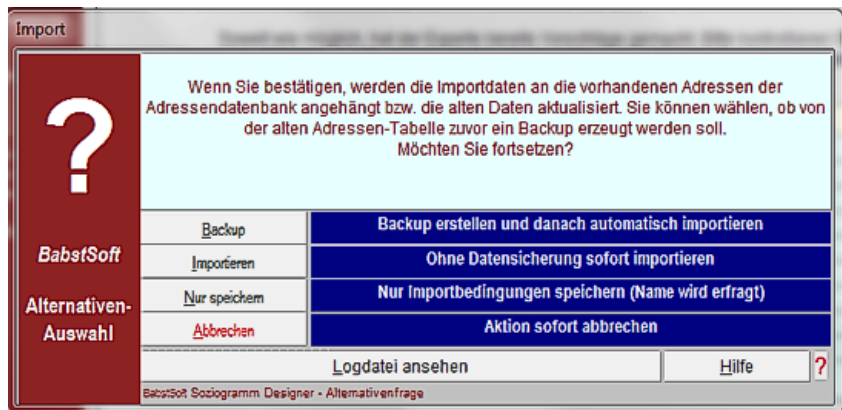 Import
Wenn Sie bestätigen, werden die Importdaten an die vorhandenen Adressen der
Adressendatenbank angehängt bzw. die alten Daten aktualisiert. Sie können wählen, ob von
der alten Adressen-Tabelle zuvor ein Backup erzeugt werden soll.
Möchten Sie fortsetzen?
?
BabstSoft
Alternativen-
Auswahl
Backup
Backup erstellen und danach automatisch importieren
Importieren
Ohne Datensicherung sofort importieren
Nur speichern
Nur Importbedingungen speichern (Name wird erfragt)
Abbrechen
Aktion sofort abbrechen
Logdatei ansehen
Hilfe
?
BabstSoft Soziogramm Designer - Alternativenfrage